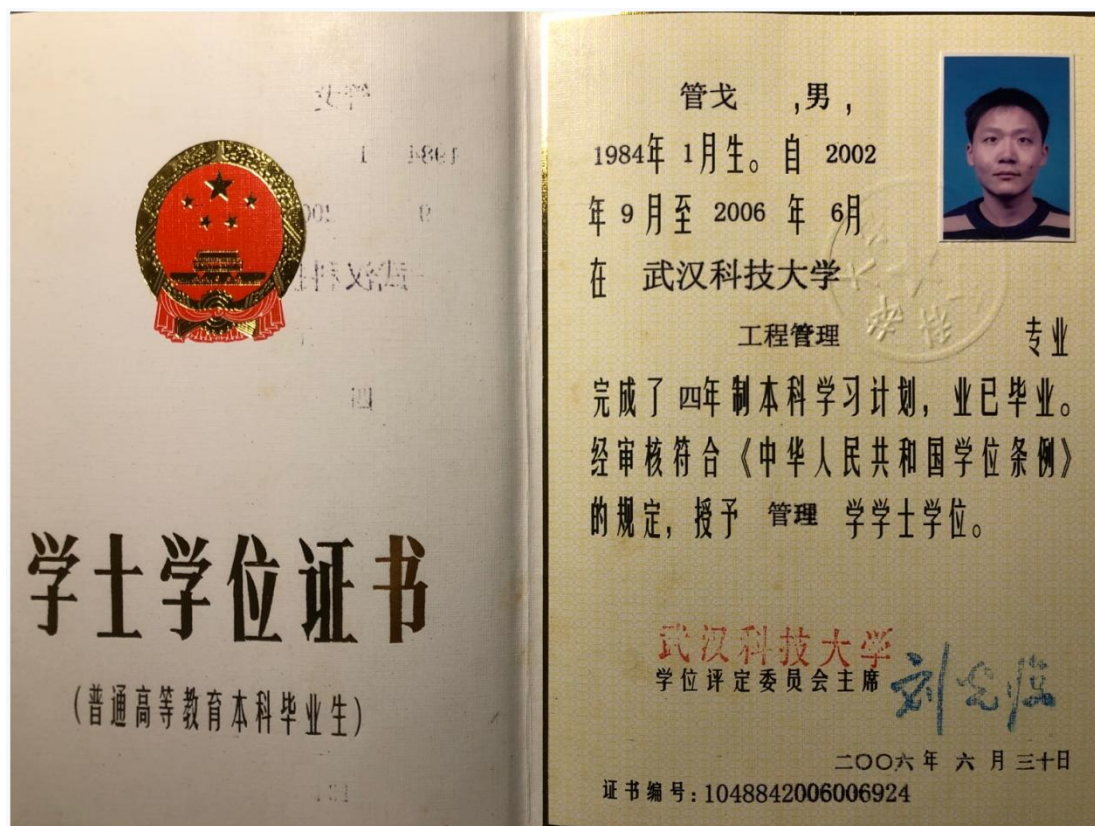 学士学位证书
(普通高等教育本科毕业生)
管戈 ,男,
1984年 1月生。自 2002
年 9 月至 2006 年 6月
在 武汉科技大学
工程管理 专业
完成了 四年 制本科学习计划，业已毕业。
经审核符合《中华人民共和国学位条例》
的规定，授予 管理 学学士学位。
武汉科技大学
学位评定委员会主席 刘光临
二〇〇六 年 六 月 三十日
证书编号:1048842006006924